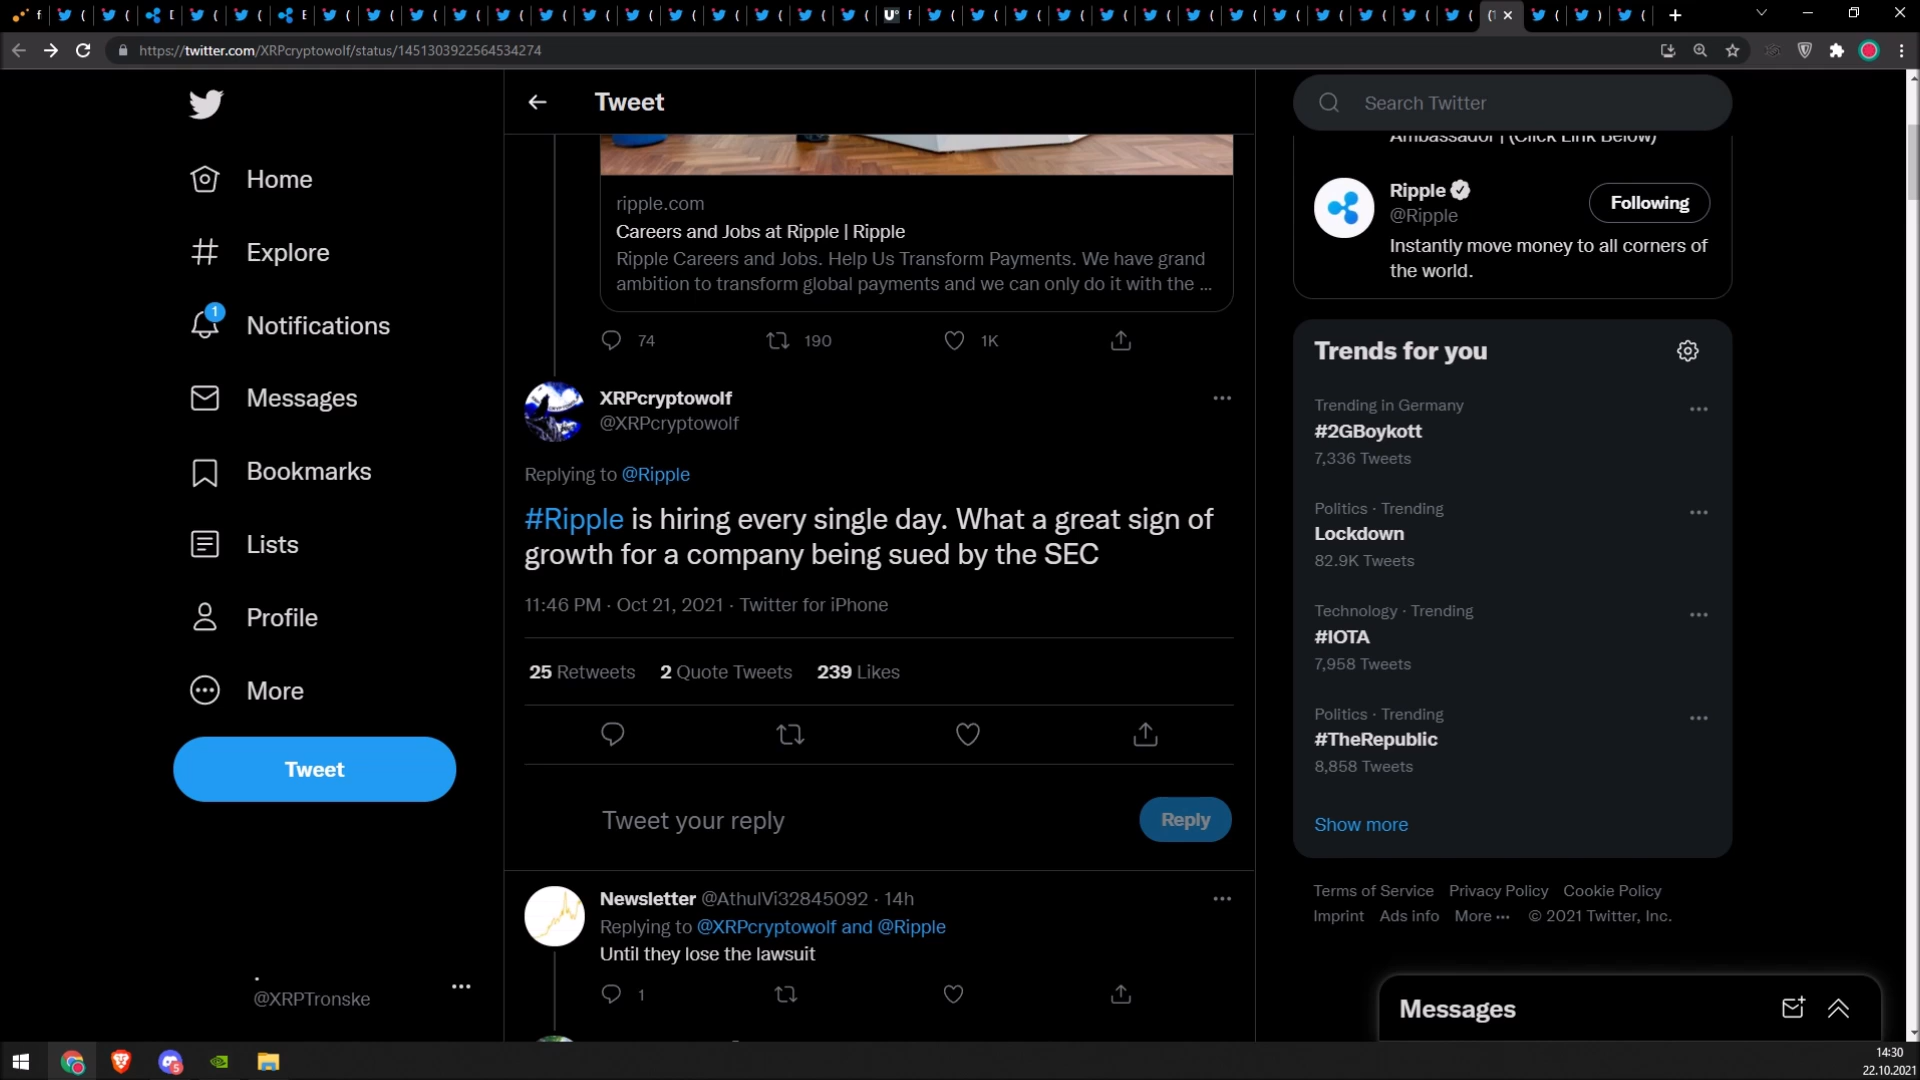 https://twitter.com/XRPcryptowolf/status/1451303922564534274
Home
Explore
1
Notifications
Messages
Bookmarks
Lists
Profile
More
Tweet
.
@XRPTronske
Tweet
ripple.com
Careers and Jobs at Ripple | Ripple
Ripple Careers and Jobs. Help Us Transform Payments. We have grand
ambition to transform global payments and we can only do it with the ...
74 190 1K
XRPcryptowolf
@XRPcryptowolf
Replying to @Ripple
#Ripple is hiring every single day. What a great sign of
growth for a company being sued by the SEC
11:46 PM · Oct 21, 2021 · Twitter for iPhone
25 Retweets 2 Quote Tweets 239 Likes
Tweet your reply
Reply
Newsletter @AthulVi32845092 · 14h
Replying to @XRPcryptowolf and @Ripple
Until they lose the lawsuit
1
Search Twitter
Ambassador | (Click Link Below)
Ripple
@Ripple
Following
Instantly move money to all corners of
the world.
Trends for you
Trending in Germany
#2GBoykott
7,336 Tweets
Politics · Trending
Lockdown
82.9K Tweets
Technology · Trending
#IOTA
7,958 Tweets
Politics · Trending
#TheRepublic
8,858 Tweets
Show more
Terms of Service Privacy Policy Cookie Policy
Imprint Ads info More ··· © 2021 Twitter, Inc.
Messages
5
14:30
22.10.2021